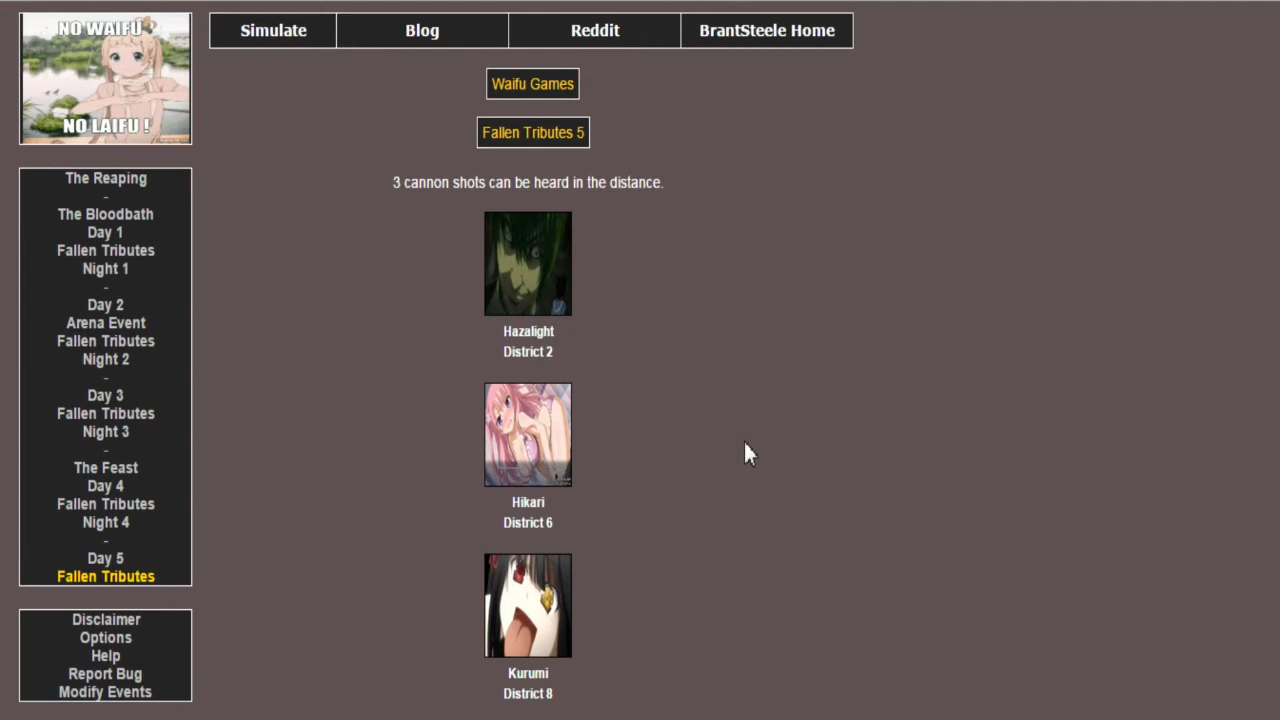 NO WAIFU
NO LAIFU !
Simulate
Blog
Reddit
BrantSteele Home
Waifu Games
Fallen Tributes 5
3 cannon shots can be heard in the distance.
Hazalight
District 2
Hikari
District 6
Kurumi
District 8
The Reaping
-
The Bloodbath
Day 1
Fallen Tributes
Night 1
-
Day 2
Arena Event
Fallen Tributes
Night 2
-
Day 3
Fallen Tributes
Night 3
-
The Feast
Day 4
Fallen Tributes
Night 4
-
Day 5
Fallen Tributes
Disclaimer
Options
Help
Report Bug
Modify Events